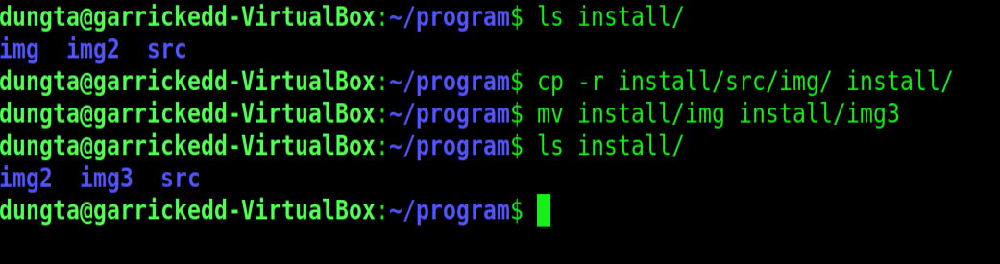 dungta@garrickedd-VirtualBox:~/program$ ls install/
img  img2  src
dungta@garrickedd-VirtualBox:~/program$ cp -r install/src/img/ install/
dungta@garrickedd-VirtualBox:~/program$ mv install/img install/img3
dungta@garrickedd-VirtualBox:~/program$ ls install/
img2  img3  src
dungta@garrickedd-VirtualBox:~/program$